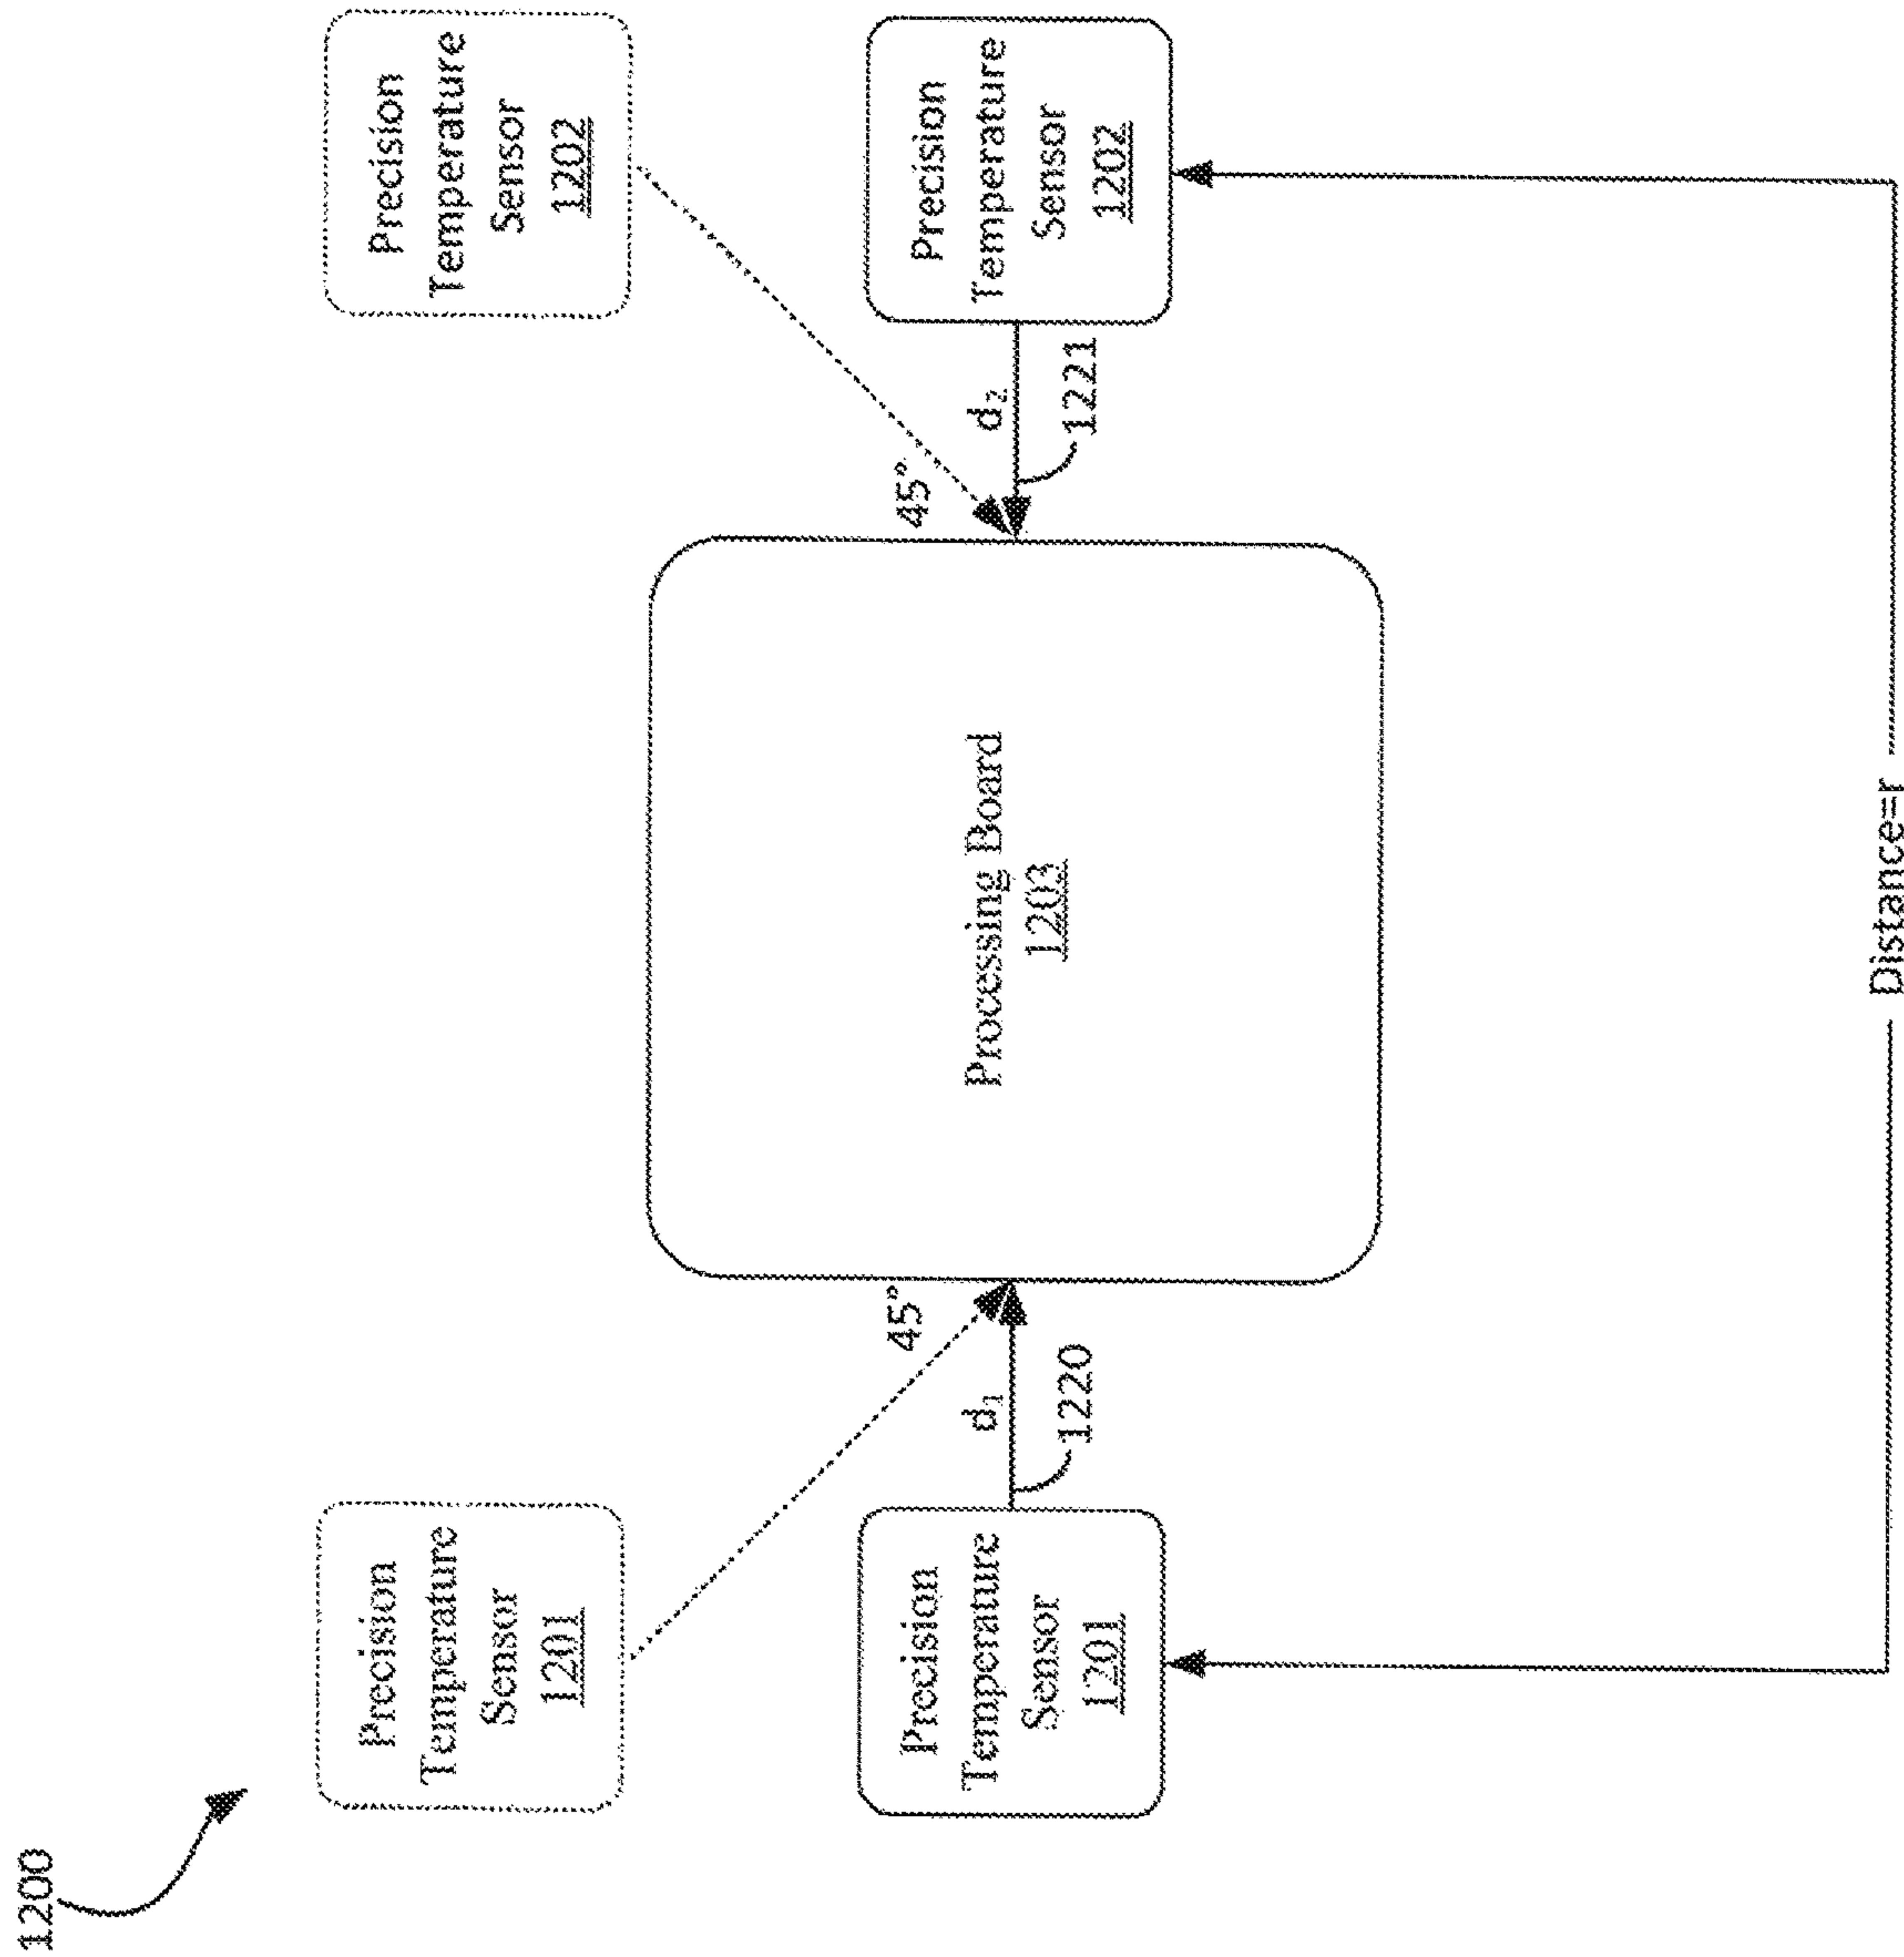 1200
Precision
Temperature
Sensor
1201
Precision
Temperature
Sensor
1202
45°
45°
Precision
Temperature
Sensor
1201
d₁
1220
Processing Board
1203
d₂
1221
Precision
Temperature
Sensor
1202
Distance=r